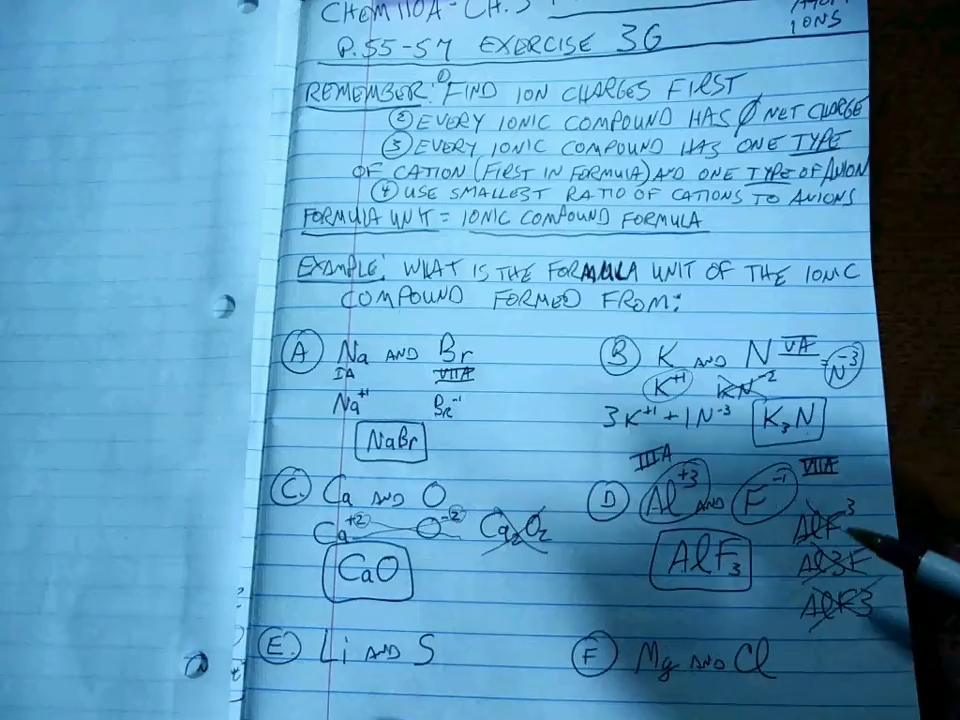 CHEM 110A - CH. 3
IONS
P. 55-57 EXERCISE 3G
REMEMBER: ① FIND ION CHARGES FIRST
② EVERY IONIC COMPOUND HAS Ø NET CHARGE
③ EVERY IONIC COMPOUND HAS ONE TYPE
OF CATION (FIRST IN FORMULA) AND ONE TYPE OF ANION
④ USE SMALLEST RATIO OF CATIONS TO ANIONS
FORMULA UNIT = IONIC COMPOUND FORMULA
EXAMPLE: WHAT IS THE FORMULA UNIT OF THE IONIC
COMPOUND FORMED FROM:
Ⓐ Na AND Br
IA VIIA
Na⁺¹ Br⁻¹
NaBr
Ⓑ K AND N VA = N⁻³
K⁺¹ KN⁻²
3K⁺¹ + 1N⁻³ K₃N
Ⓒ Ca AND O
Ca⁺² O⁻² Ca₂O₂
CaO
IIIA VIIA
Ⓓ Al⁺³ AND F⁻¹
AlF³
AlF₃ Al3F
AlF3
Ⓔ Li AND S
Ⓕ Mg AND Cl